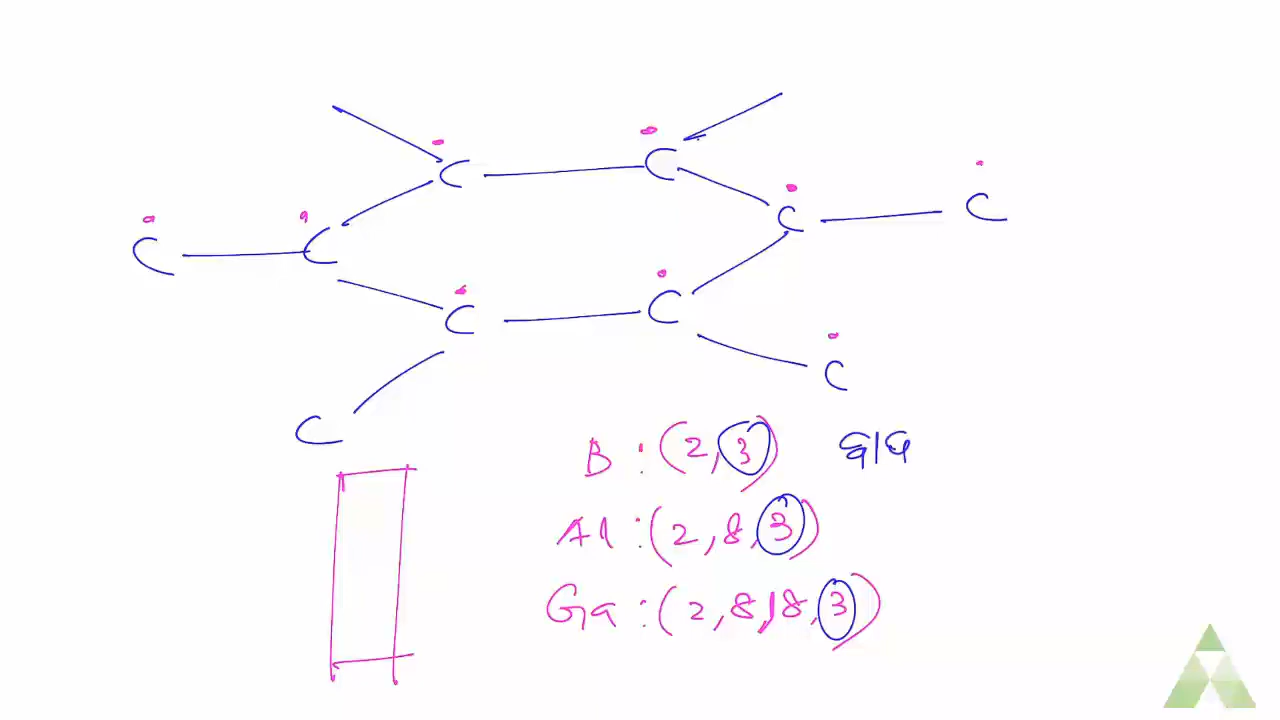 C C
C C C C
C C
C C
B : (2, 3) ଦ୍ବାଦ
Al : (2, 8, 3)
Ga : (2, 8, 18, 3)